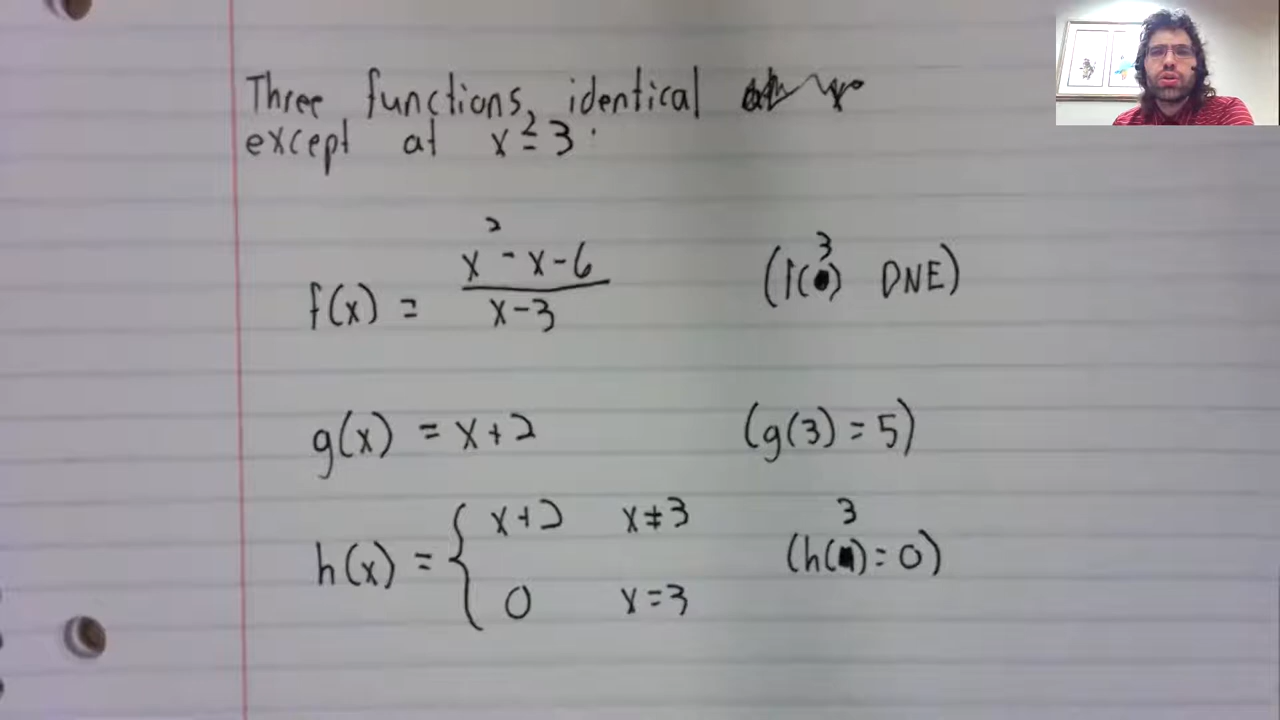 Three functions, identical
except at x = 3.
f(x) = (x² - x - 6)/(x - 3) (f(3) DNE)
g(x) = x + 2 (g(3) = 5)
h(x) = { x + 2 x ≠ 3 (h(3) = 0)
0 x = 3